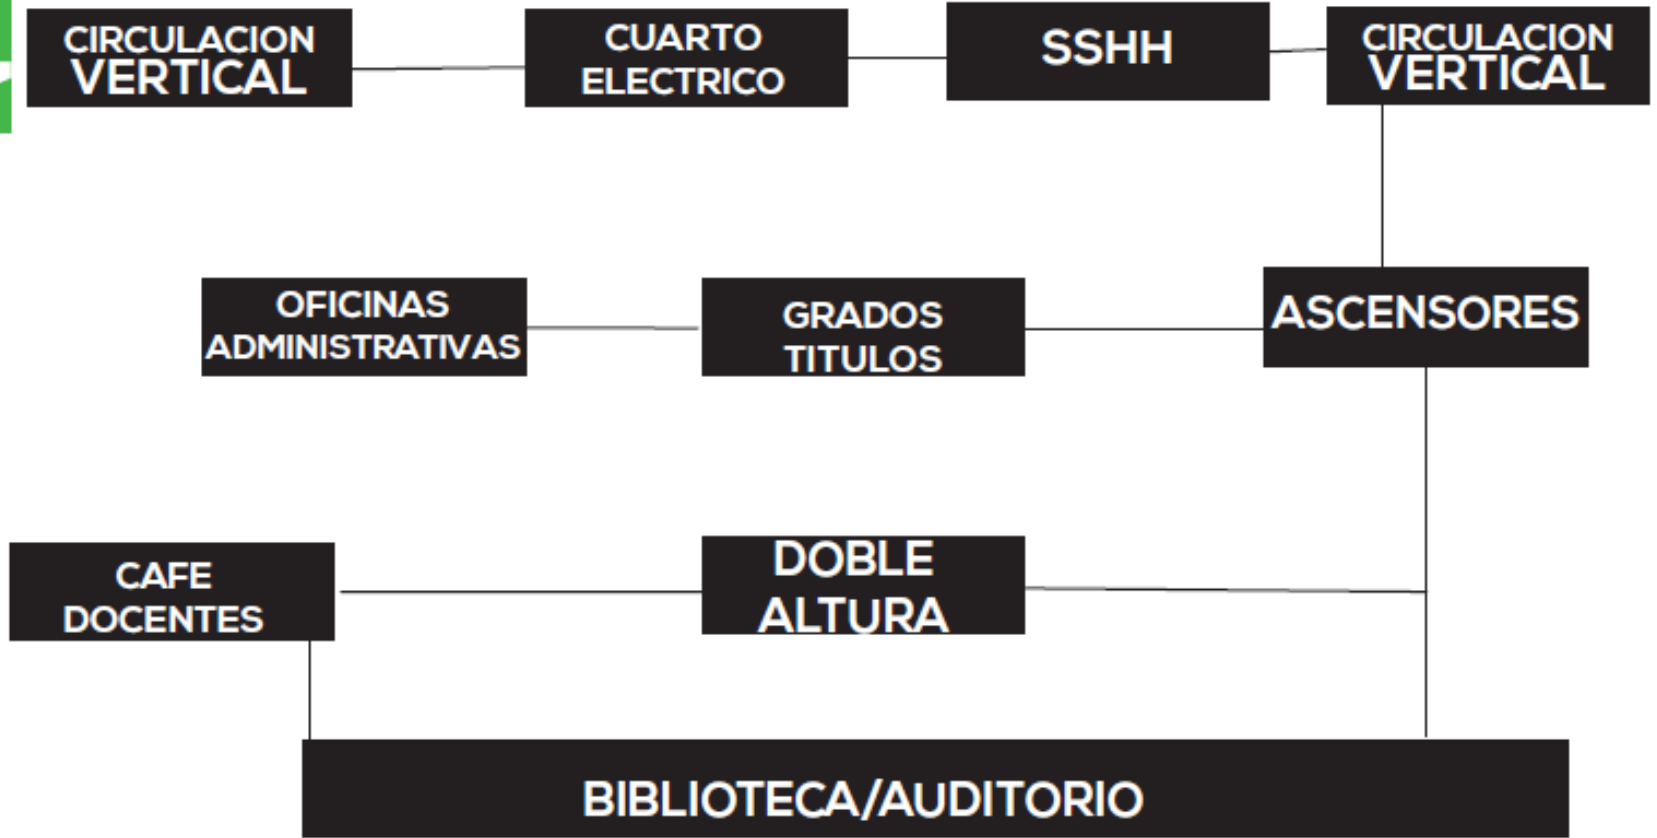 CIRCULACION
VERTICAL
CUARTO
ELECTRICO
SSHH
CIRCULACION
VERTICAL
OFICINAS
ADMINISTRATIVAS
GRADOS
TITULOS
ASCENSORES
CAFE
DOCENTES
DOBLE
ALTURA
BIBLIOTECA/AUDITORIO